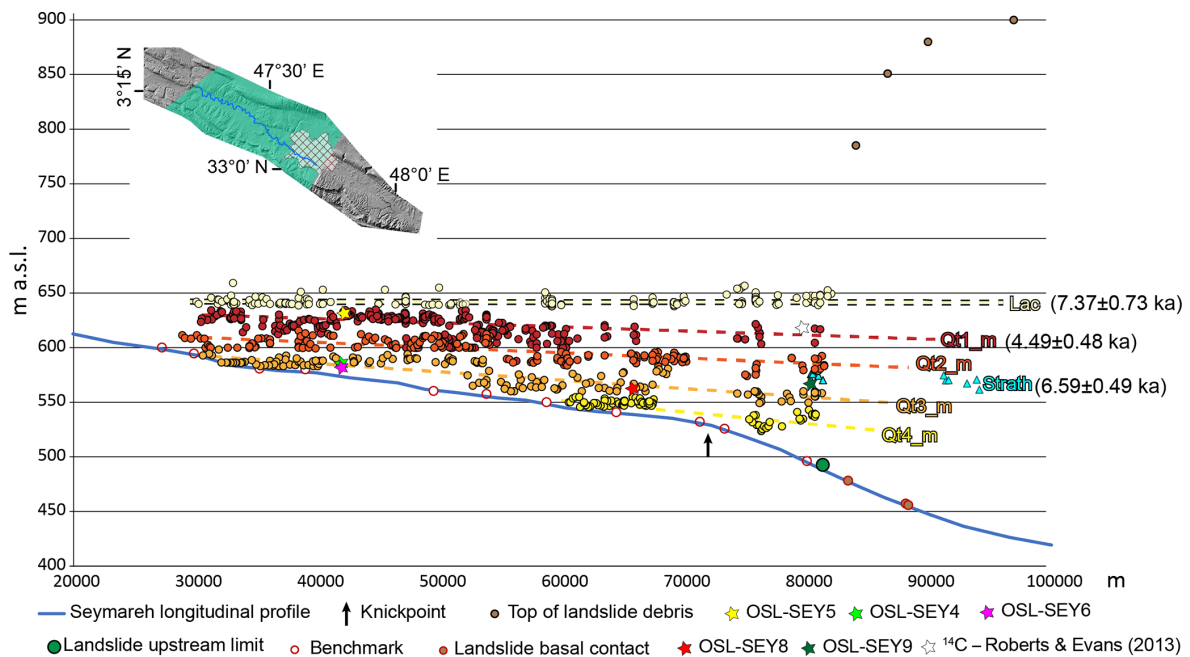 900
850
800
750
700
650
600
550
500
450
400
m a.s.l.
3°15' N
47°30' E
33°0' N
48°0' E
Lac (7.37±0.73 ka)
Qt1_m (4.49±0.48 ka)
Qt2_m
Strath (6.59±0.49 ka)
Qt3_m
Qt4_m
20000 30000 40000 50000 60000 70000 80000 90000 100000 m
Seymareh longitudinal profile Knickpoint Top of landslide debris OSL-SEY5 OSL-SEY4 OSL-SEY6
Landslide upstream limit Benchmark Landslide basal contact OSL-SEY8 OSL-SEY9 14C – Roberts & Evans (2013)